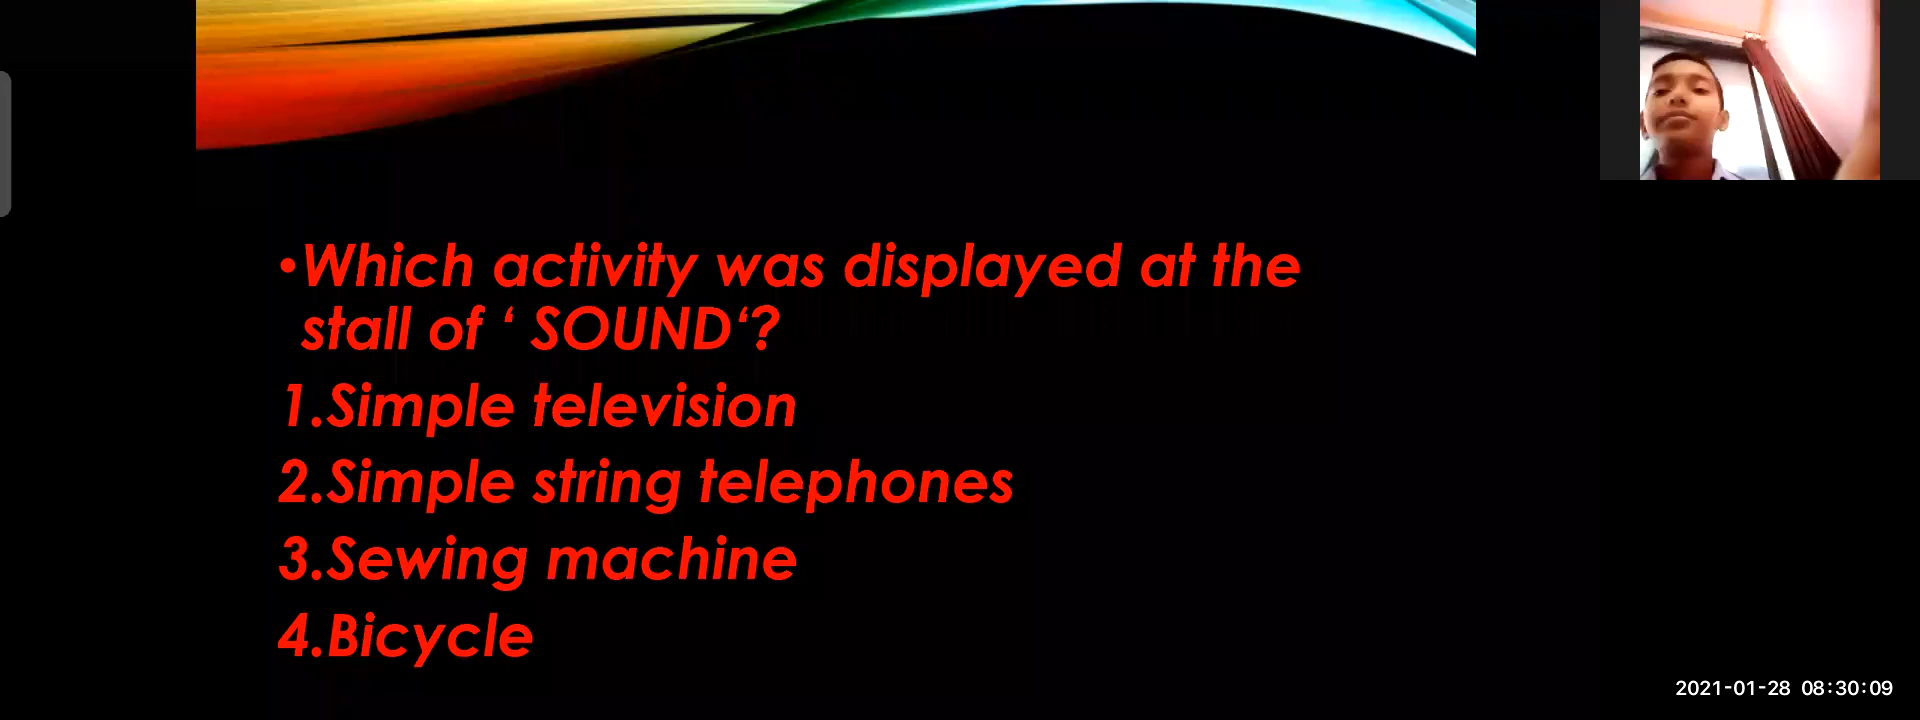 •Which activity was displayed at the
stall of ‘ SOUND‘?
1.Simple television
2.Simple string telephones
3.Sewing machine
4.Bicycle
2021-01-28 08:30:09